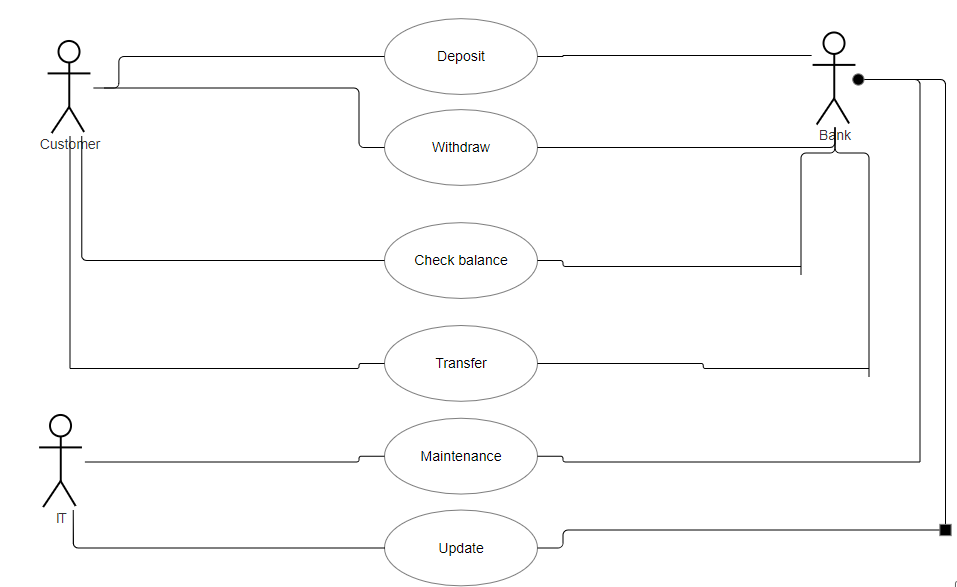 Deposit
Withdraw
Bank
Customer
Check balance
Transfer
Maintenance
IT
Update